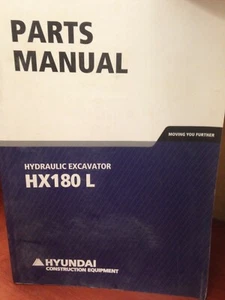 PARTS
MANUAL
MOVING YOU FURTHER
HYDRAULIC EXCAVATOR
HX180 L
HYUNDAI
CONSTRUCTION EQUIPMENT